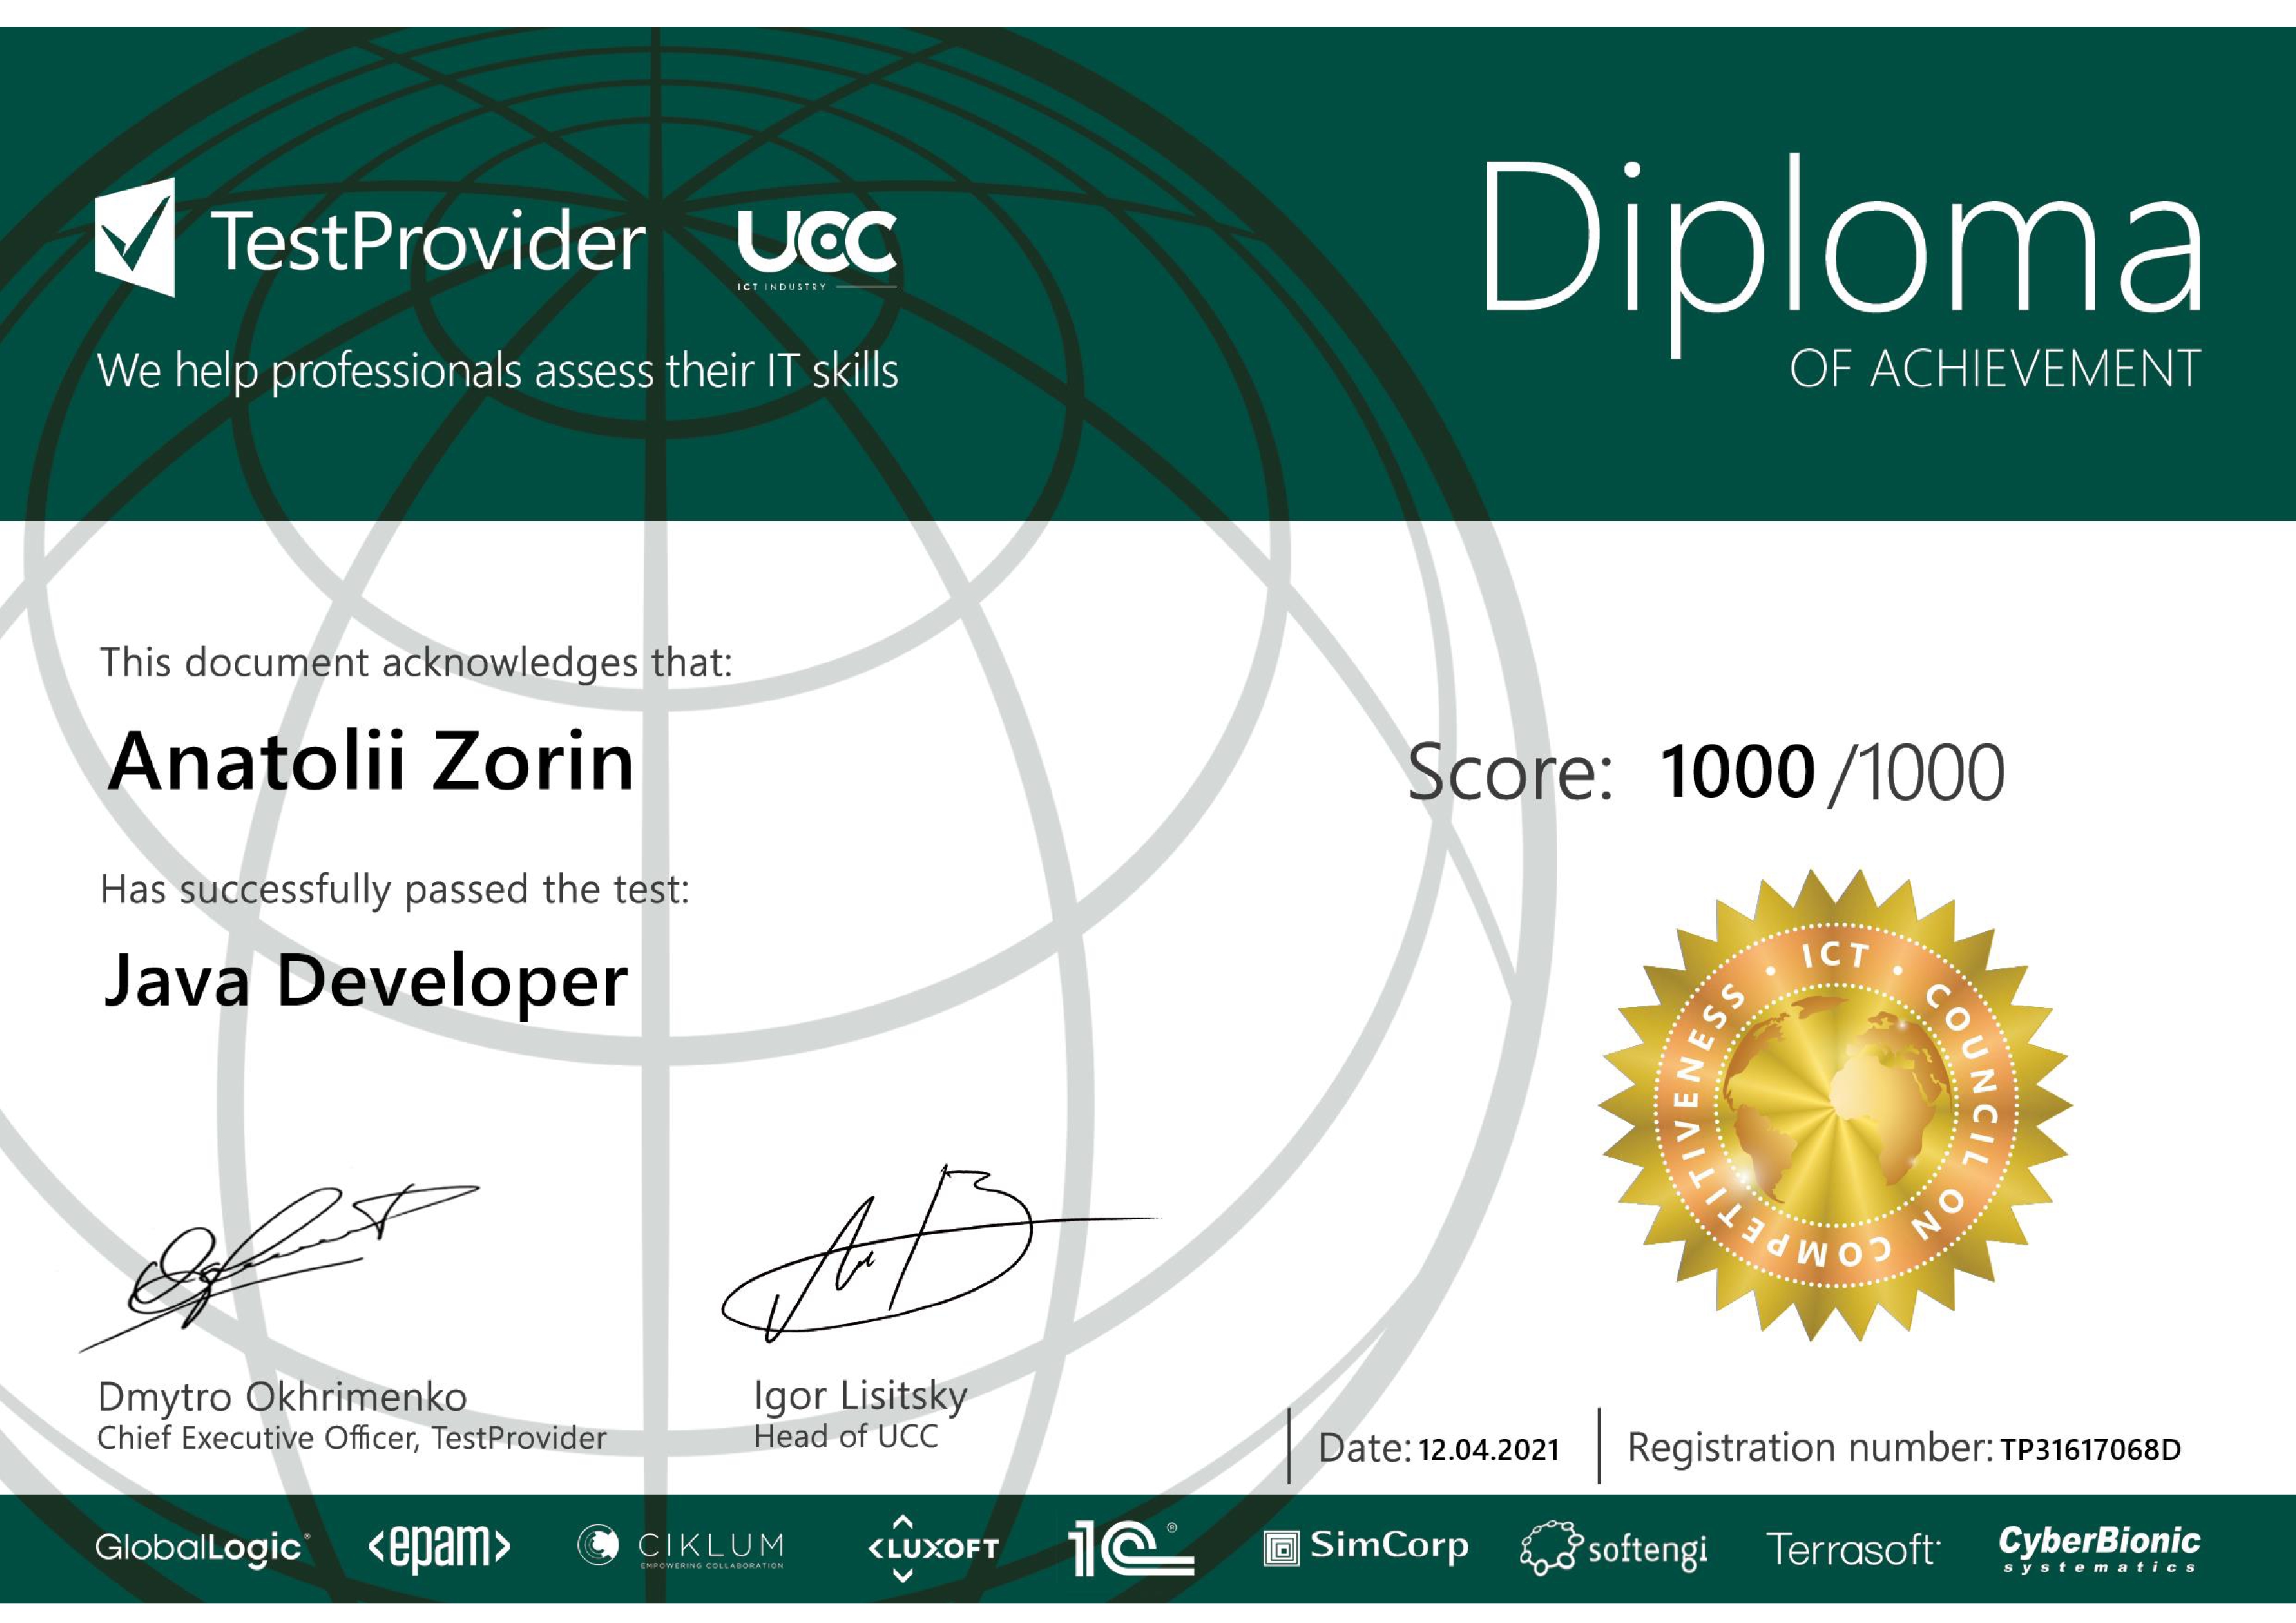 TestProvider
UCC
ICT INDUSTRY
We help professionals assess their IT skills
Diploma
OF ACHIEVEMENT
This document acknowledges that:
Anatolii Zorin
Score: 1000 /1000
Has successfully passed the test:
Java Developer
ICT • COUNCIL ON COMPETITIVENESS •
Dmytro Okhrimenko
Chief Executive Officer, TestProvider
Igor Lisitsky
Head of UCC
Date: 12.04.2021
Registration number: TP31617068D
GlobalLogic®
<epam>
CIKLUM
EMPOWERING COLLABORATION
<LUXOFT
1C®
SimCorp
softengi
Terrasoft
CyberBionic
systematics